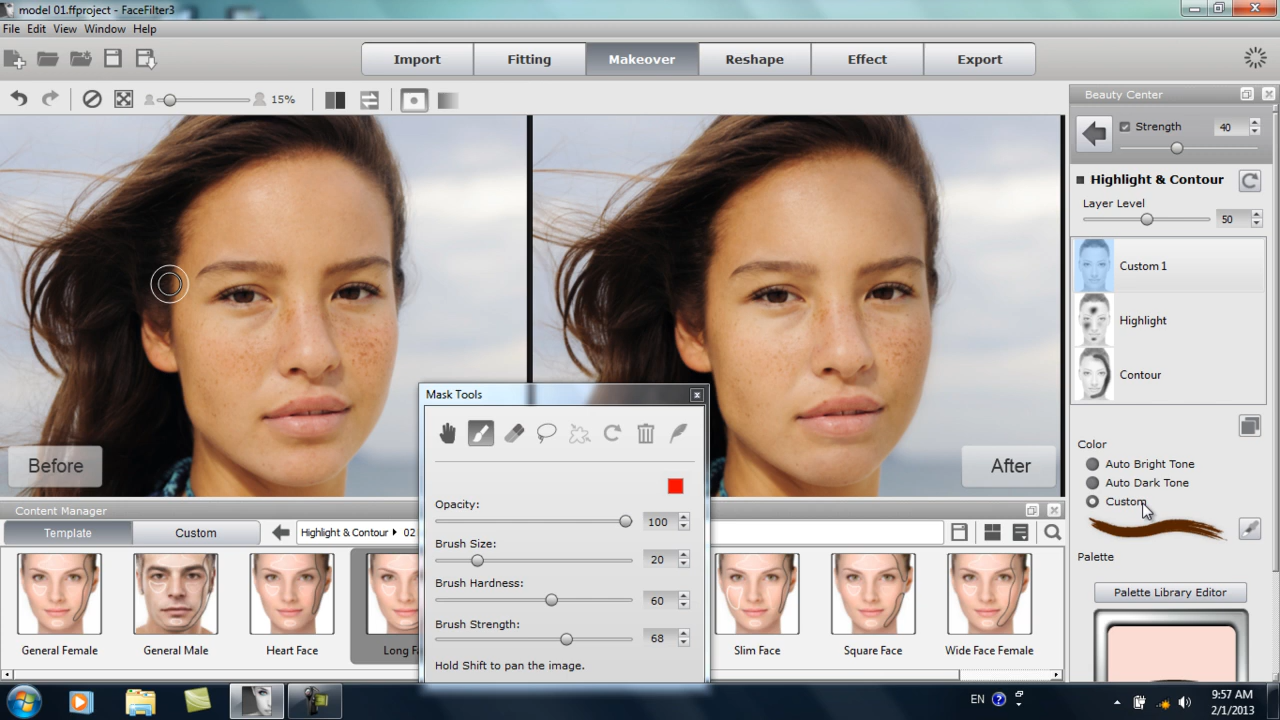 model 01.ffproject - FaceFilter3
File Edit View Window Help
Import Fitting Makeover Reshape Effect Export
15%
Beauty Center
Strength 40
Highlight & Contour
Layer Level
50
Custom 1
Highlight
Contour
Color
Auto Bright Tone
Auto Dark Tone
Custom
Palette
Palette Library Editor
Before
After
Mask Tools
Opacity:
100
Brush Size:
20
Brush Hardness:
60
Brush Strength:
68
Hold Shift to pan the image.
Content Manager
Template Custom Highlight & Contour 02
General Female General Male Heart Face Long Fa Slim Face Square Face Wide Face Female
EN
9:57 AM
2/1/2013